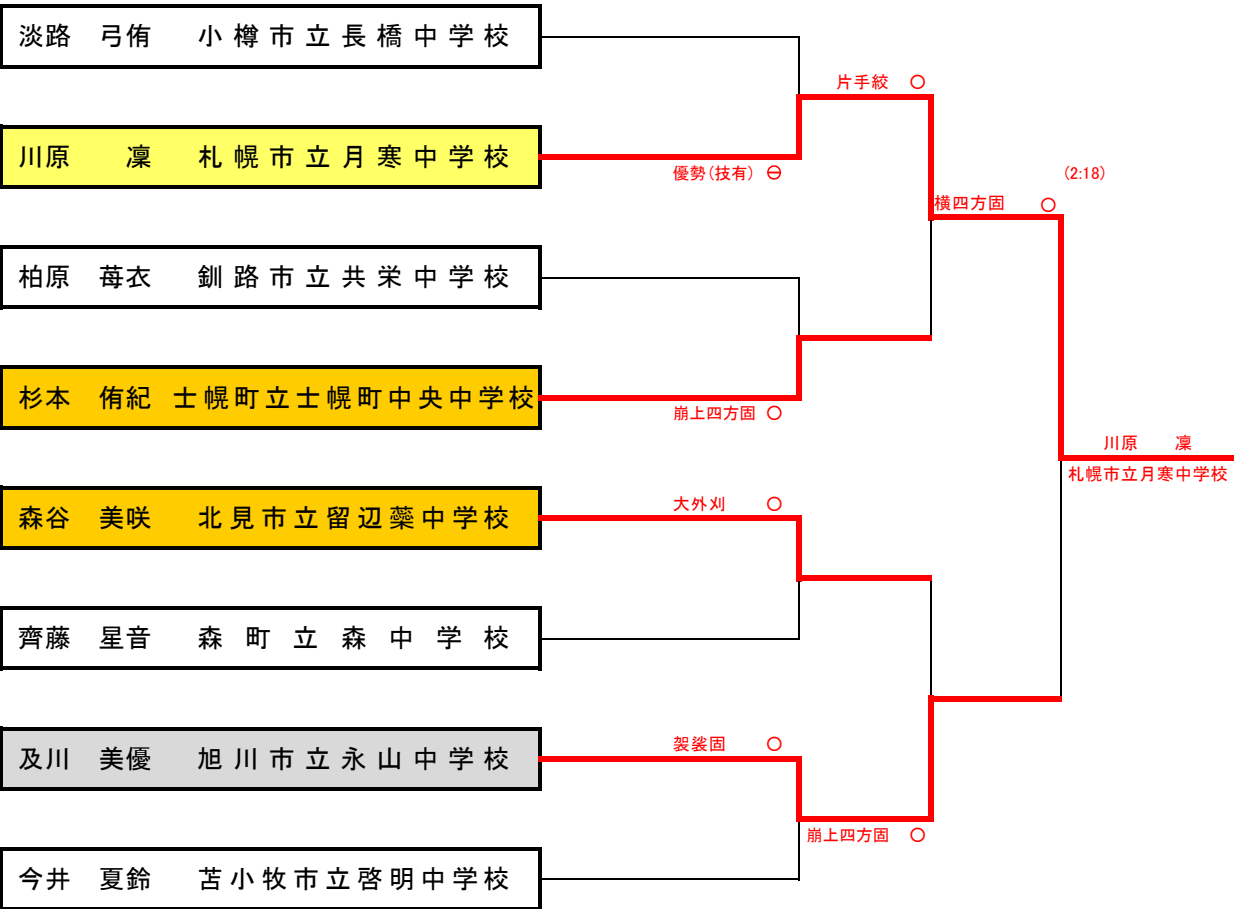 淡路 弓侑 小樽市立長橋中学校
片手絞 ○
川原 凜 札幌市立月寒中学校
優勢(技有) ⊖
(2:18)
横四方固 ○
柏原 苺衣 釧路市立共栄中学校
杉本 侑紀 士幌町立士幌町中央中学校
崩上四方固 ○
川原 凜
札幌市立月寒中学校
森谷 美咲 北見市立留辺蘂中学校
大外刈 ○
齊藤 星音 森町立森中学校
及川 美優 旭川市立永山中学校
袈裟固 ○
崩上四方固 ○
今井 夏鈴 苫小牧市立啓明中学校